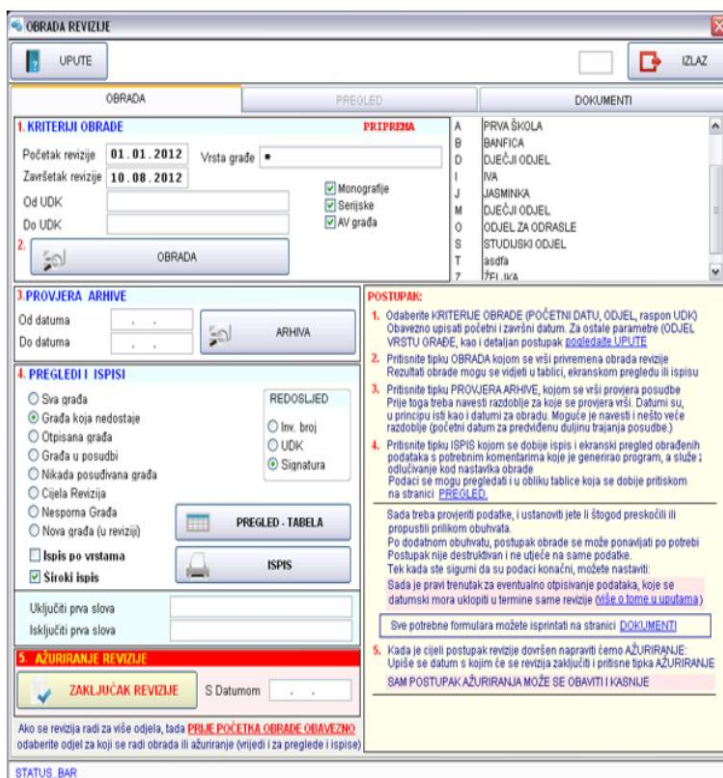 OBRADA REVIZIJE
UPUTE
IZLAZ
OBRADA
PREGLED
DOKUMENTI
1. KRITERIJI OBRADE
PRIPREMA
Početak revizije 01.01.2012 Vrsta građe
Završetak revizije 10.08.2012
Od UDK
Do UDK
Monografije
Serijske
AV građa
2. OBRADA
A PRVA ŠKOLA
B BANFICA
D DJEČJI ODJEL
I IVA
J JASMINKA
M DJEČJI ODJEL
O ODJEL ZA ODRASLE
S STUDIJSKI ODJEL
T asdfa
Z ŽELJKA
3. PROVJERA ARHIVE
Od datuma . .
Do datuma . .
ARHIVA
4. PREGLEDI I ISPISI
Sva građa
Građa koja nedostaje
Otpisana građa
Građa u posudbi
Nikada posuđivana građa
Cijela Revizija
Nesporna Građa
Nova građa (u reviziji)
REDOSLJED
Inv. broj
UDK
Signatura
PREGLED - TABELA
Ispis po vrstama
Široki ispis
ISPIS
Uključiti prva slova
Isključiti prva slova
5. AŽURIRANJE REVIZIJE
ZAKLJUČAK REVIZIJE
S Datumom . .
Ako se revizija radi za više odjela, tada PRIJE POČETKA OBRADE OBAVEZNO
odaberite odjel za koji se radi obrada ili ažuriranje (vrijedi i za preglede i ispise)
POSTUPAK:
1. Odaberite KRITERIJE OBRADE (POČETNI DATU, ODJEL, raspon UDK)
Obavezno upisati početni i završni datum. Za ostale parametre (ODJEL
VRSTU GRAĐE, kao i detaljan postupak pogledajte UPUTE
2. Pritisnite tipku OBRADA kojom se vrši privremena obrada revizije
Rezultati obrade mogu se vidjeti u tablici, ekranskom pregledu ili ispisu
3. Pritisnite tipku PROVJERA ARHIVE, kojom se vrši provjera posudbe
Prije toga treba navesti razdoblje za koje se provjera vrši. Datumi su,
u principu isti kao i datumi za obradu. Moguće je navesti i nešto veće
razdoblje (početni datum za predviđenu duljinu trajanja posudbe.)
4. Pritisnite tipku ISPIS kojom se dobije ispis i ekranski pregled obrađenih
podataka s potrebnim komentarima koje je generirao program, a služe z
odlučivanje kod nastavka obrade
Podaci se mogu pregledati i u obliku tablice koja se dobije pritiskom
na stranici PREGLED.
Sada treba provjeriti podatke, i ustanoviti jete li štogod preskočili ili
propustili prilikom obuhvata.
Po dodatnom obuhvatu, postupak obrade se može ponavljati po potrebi
Postupak nije destruktivan i ne utječe na same podatke.
Tek kada ste sigurni da su podaci konačni, možete nastaviti:
Sada je pravi trenutak za eventualno otpisivanje podataka, koje se
datumski mora uklopiti u termine same revizije (više o tome u uputama)
Sve potrebne formulara možete isprintati na stranici DOKUMENTI
5. Kada je cijeli postupak revizije dovršen napraviti ćemo AŽURIRANJE:
Upiše se datum s kojim će se revizija zaključiti i pritisne tipka AŽURIRANJE
SAM POSTUPAK AŽURIRANJA MOŽE SE OBAVITI I KASNIJE
STATUS_BAR